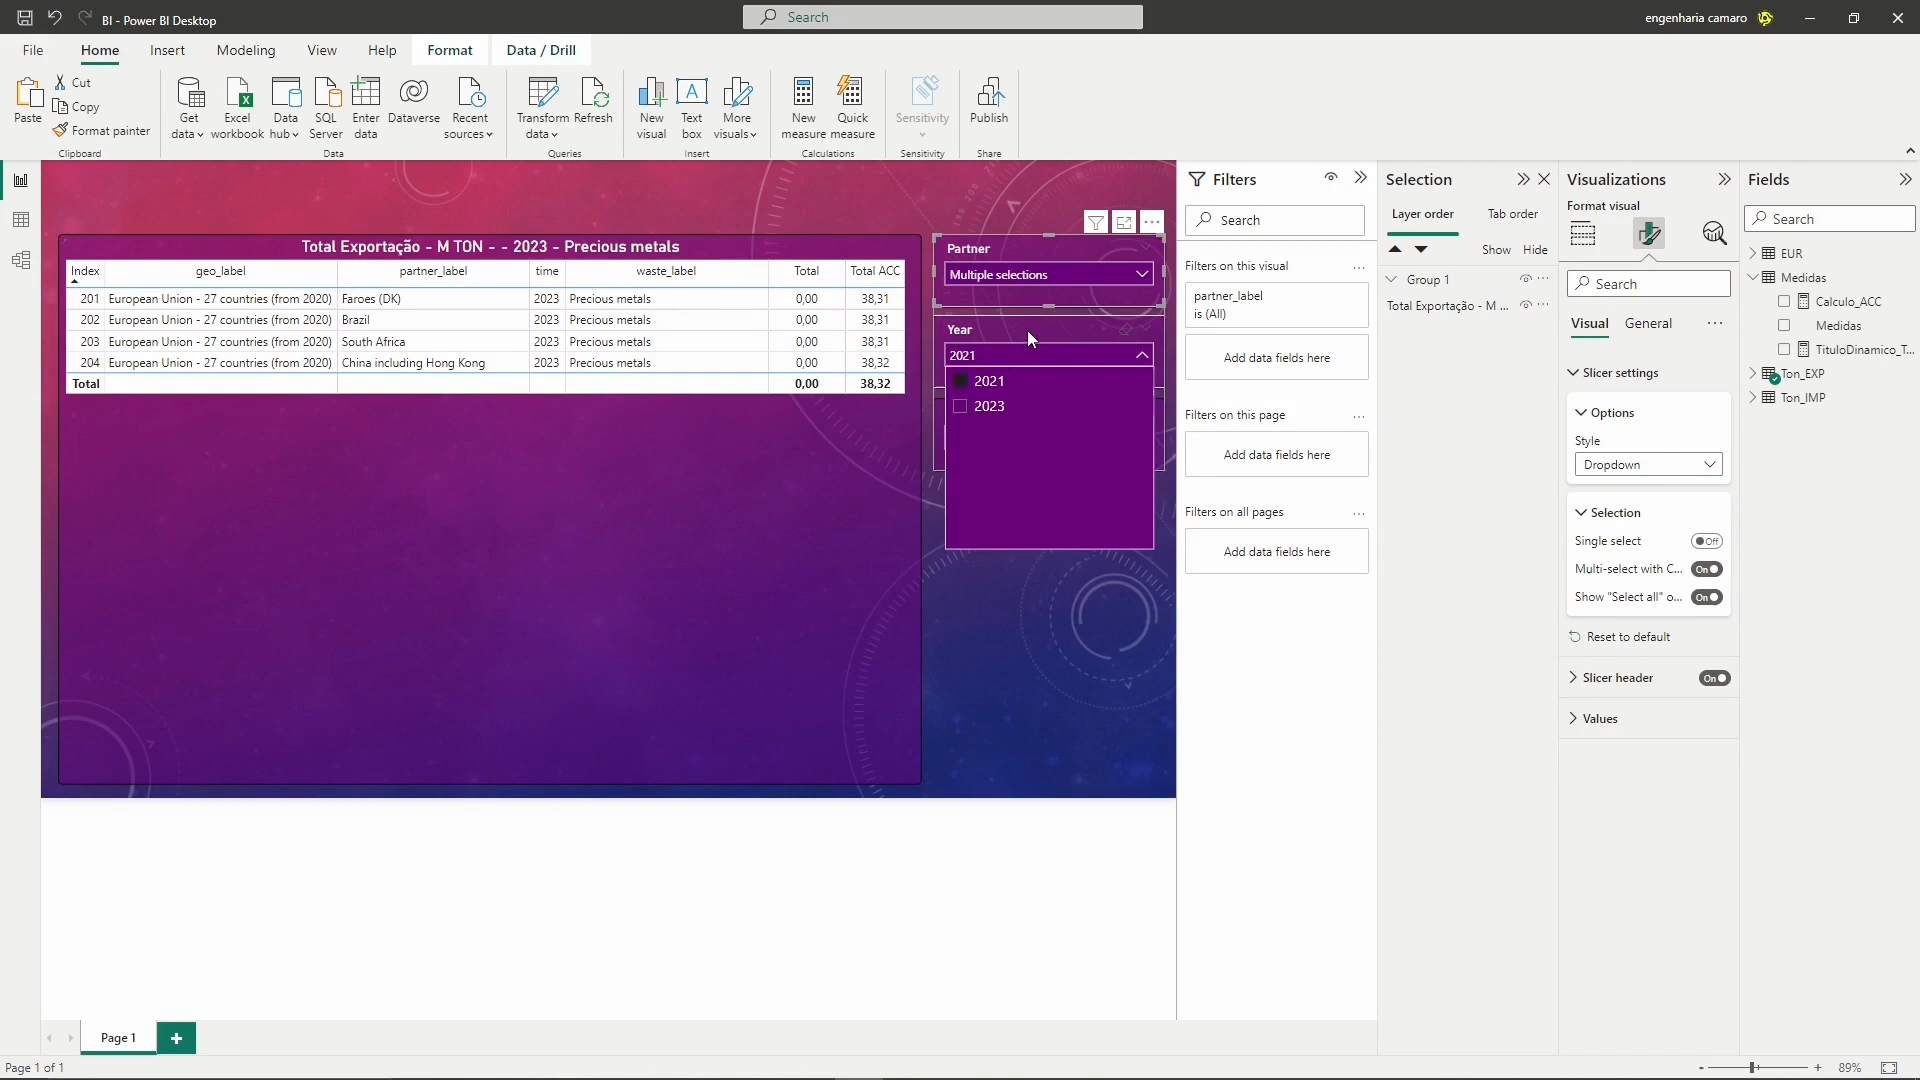 BI - Power BI Desktop
Search
engenharia camaro
File Home Insert Modeling View Help Format Data / Drill
Paste
Cut
Copy
Format painter
Clipboard
Get data
Excel workbook
Data hub
SQL Server
Enter data
Dataverse
Recent sources
Data
Transform data
Refresh
Queries
New visual
Text box
More visuals
Insert
New measure
Quick measure
Calculations
Sensitivity
Sensitivity
Publish
Share
Total Exportação - M TON - - 2023 - Precious metals
Index geo_label partner_label time waste_label Total Total ACC
201 European Union - 27 countries (from 2020) Faroes (DK) 2023 Precious metals 0,00 38,31
202 European Union - 27 countries (from 2020) Brazil 2023 Precious metals 0,00 38,31
203 European Union - 27 countries (from 2020) South Africa 2023 Precious metals 0,00 38,31
204 European Union - 27 countries (from 2020) China including Hong Kong 2023 Precious metals 0,00 38,32
Total 0,00 38,32
Partner
Multiple selections
Year
2021
2021
2023
Filters
Search
Filters on this visual ...
partner_label
is (All)
Add data fields here
Filters on this page ...
Add data fields here
Filters on all pages ...
Add data fields here
Selection
Layer order Tab order
Show Hide
Group 1 ...
Total Exportação - M ... ...
Visualizations
Format visual
Search
Visual General ...
Slicer settings
Options
Style
Dropdown
Selection
Single select Off
Multi-select with C... On
Show "Select all" o... On
Reset to default
Slicer header On
Values
Fields
Search
EUR
Medidas
Calculo_ACC
Medidas
TituloDinamico_T...
Ton_EXP
Ton_IMP
Page 1
+
Page 1 of 1
- + 89%